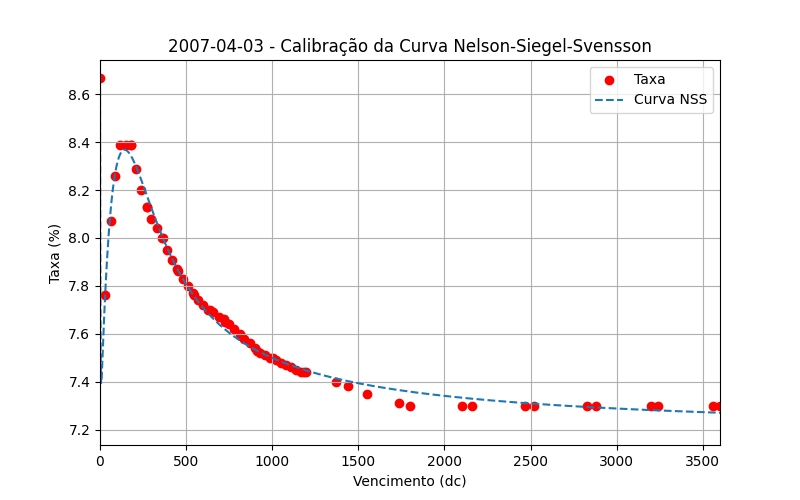 2007-04-03 - Calibração da Curva Nelson-Siegel-Svensson
Taxa
Curva NSS
Taxa (%)
8.6
8.4
8.2
8.0
7.8
7.6
7.4
7.2
0 500 1000 1500 2000 2500 3000 3500
Vencimento (dc)